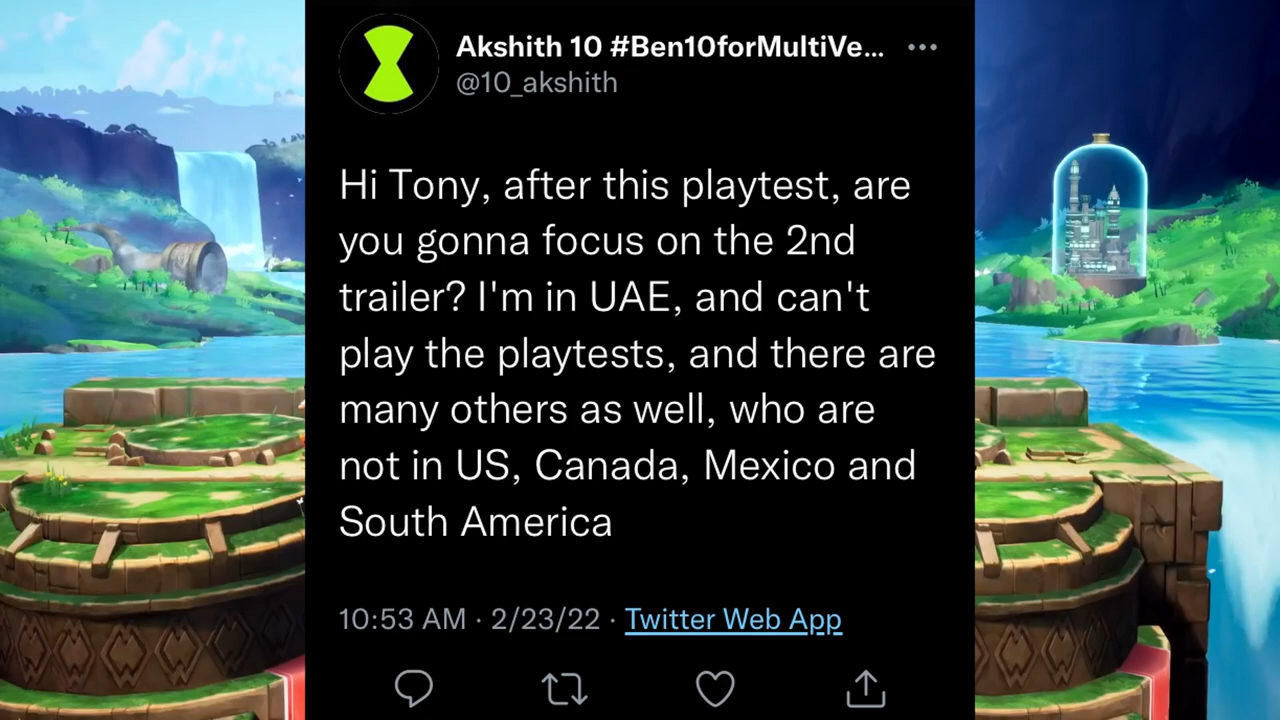 Akshith 10 #Ben10forMultiVe...
@10_akshith
Hi Tony, after this playtest, are
you gonna focus on the 2nd
trailer? I'm in UAE, and can't
play the playtests, and there are
many others as well, who are
not in US, Canada, Mexico and
South America
10:53 AM · 2/23/22 · Twitter Web App